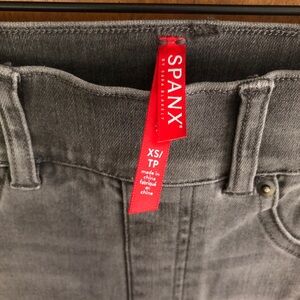 SPANX®
BY SARA BLAKELY
XS/
TP
made in
china
fabriqué
en
chine